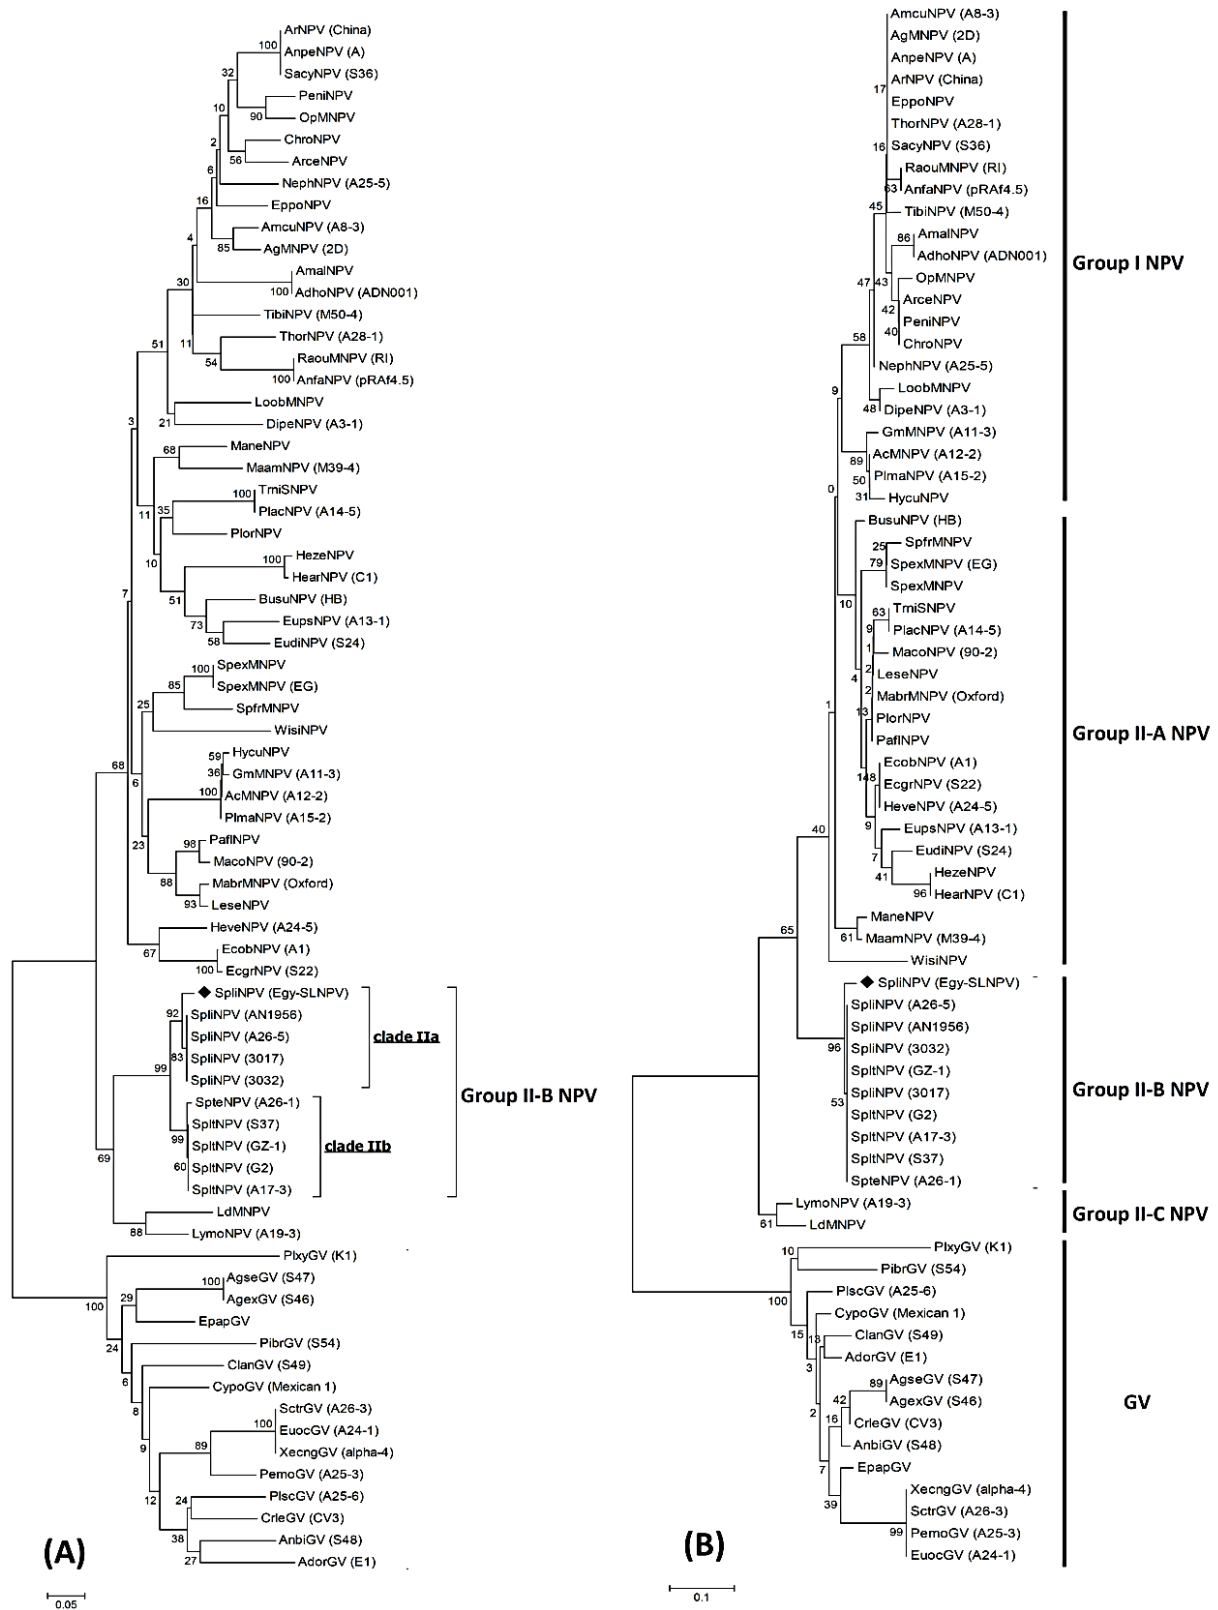 ArNPV (China)
AnpeNPV (A)
SacyNPV (S36)
PeniNPV
OpMNPV
ChroNPV
ArceNPV
NephNPV (A25-5)
EppoNPV
AmcuNPV (A8-3)
AgMNPV (2D)
AmalNPV
AdhoNPV (ADN001)
TibiNPV (M50-4)
ThorNPV (A28-1)
RaouMNPV (RI)
AnfaNPV (pRAf4.5)
LoobMNPV
DipeNPV (A3-1)
ManeNPV
MaamNPV (M39-4)
TrniSNPV
PlacNPV (A14-5)
PlorNPV
HezeNPV
HearNPV (C1)
BusuNPV (HB)
EupsNPV (A13-1)
EudiNPV (S24)
SpexMNPV
SpexMNPV (EG)
SpfrMNPV
WisiNPV
HycuNPV
GmMNPV (A11-3)
AcMNPV (A12-2)
PlmaNPV (A15-2)
PaflNPV
MacoNPV (90-2)
MabrMNPV (Oxford)
LeseNPV
HeveNPV (A24-5)
EcobNPV (A1)
EcgrNPV (S22)
SpliNPV (Egy-SLNPV)
SpliNPV (AN1956)
SpliNPV (A26-5)
SpliNPV (3017)
SpliNPV (3032)
SpteNPV (A26-1)
SpltNPV (S37)
SpltNPV (GZ-1)
SpltNPV (G2)
SpltNPV (A17-3)
LdMNPV
LymoNPV (A19-3)
PlxyGV (K1)
AgseGV (S47)
AgexGV (S46)
EpapGV
PibrGV (S54)
ClanGV (S49)
CypoGV (Mexican 1)
SctrGV (A26-3)
EuocGV (A24-1)
XecngGV (alpha-4)
PemoGV (A25-3)
PlscGV (A25-6)
CrleGV (CV3)
AnbiGV (S48)
AdorGV (E1)
100
32
90
10
56
2
6
16
85
4
100
30
11
54
100
51
21
3
68
11
100
35
10
100
51
73
58
7
100
85
25
68
6
59
36
100
23
98
88
93
67
100
92
83
99
99
60
69
88
100
100
29
24
6
8
9
100
89
12
24
38
27
clade IIa
clade IIb
Group II-B NPV
(A)
0.05
AmcuNPV (A8-3)
AgMNPV (2D)
AnpeNPV (A)
ArNPV (China)
EppoNPV
ThorNPV (A28-1)
SacyNPV (S36)
RaouMNPV (RI)
AnfaNPV (pRAf4.5)
TibiNPV (M50-4)
AmalNPV
AdhoNPV (ADN001)
OpMNPV
ArceNPV
PeniNPV
ChroNPV
NephNPV (A25-5)
LoobMNPV
DipeNPV (A3-1)
GmMNPV (A11-3)
AcMNPV (A12-2)
PlmaNPV (A15-2)
HycuNPV
BusuNPV (HB)
SpfrMNPV
SpexMNPV (EG)
SpexMNPV
TrniSNPV
PlacNPV (A14-5)
MacoNPV (90-2)
LeseNPV
MabrMNPV (Oxford)
PlorNPV
PaflNPV
EcobNPV (A1)
EcgrNPV (S22)
HeveNPV (A24-5)
EupsNPV (A13-1)
EudiNPV (S24)
HezeNPV
HearNPV (C1)
ManeNPV
MaamNPV (M39-4)
WisiNPV
SpliNPV (Egy-SLNPV)
SpliNPV (A26-5)
SpliNPV (AN1956)
SpliNPV (3032)
SpltNPV (GZ-1)
SpliNPV (3017)
SpltNPV (G2)
SpltNPV (A17-3)
SpltNPV (S37)
SpteNPV (A26-1)
LymoNPV (A19-3)
LdMNPV
PlxyGV (K1)
PibrGV (S54)
PlscGV (A25-6)
CypoGV (Mexican 1)
ClanGV (S49)
AdorGV (E1)
AgseGV (S47)
AgexGV (S46)
CrleGV (CV3)
AnbiGV (S48)
EpapGV
XecngGV (alpha-4)
SctrGV (A26-3)
PemoGV (A25-3)
EuocGV (A24-1)
17
16
63
45
86
47
43
42
40
58
48
9
89
50
31
0
25
79
10
63
9
1
2
4
2
13
9
7
41
96
1
61
40
65
96
53
61
10
100
15
13
3
89
42
2
16
7
39
99
Group I NPV
Group II-A NPV
Group II-B NPV
Group II-C NPV
GV
(B)
0.1